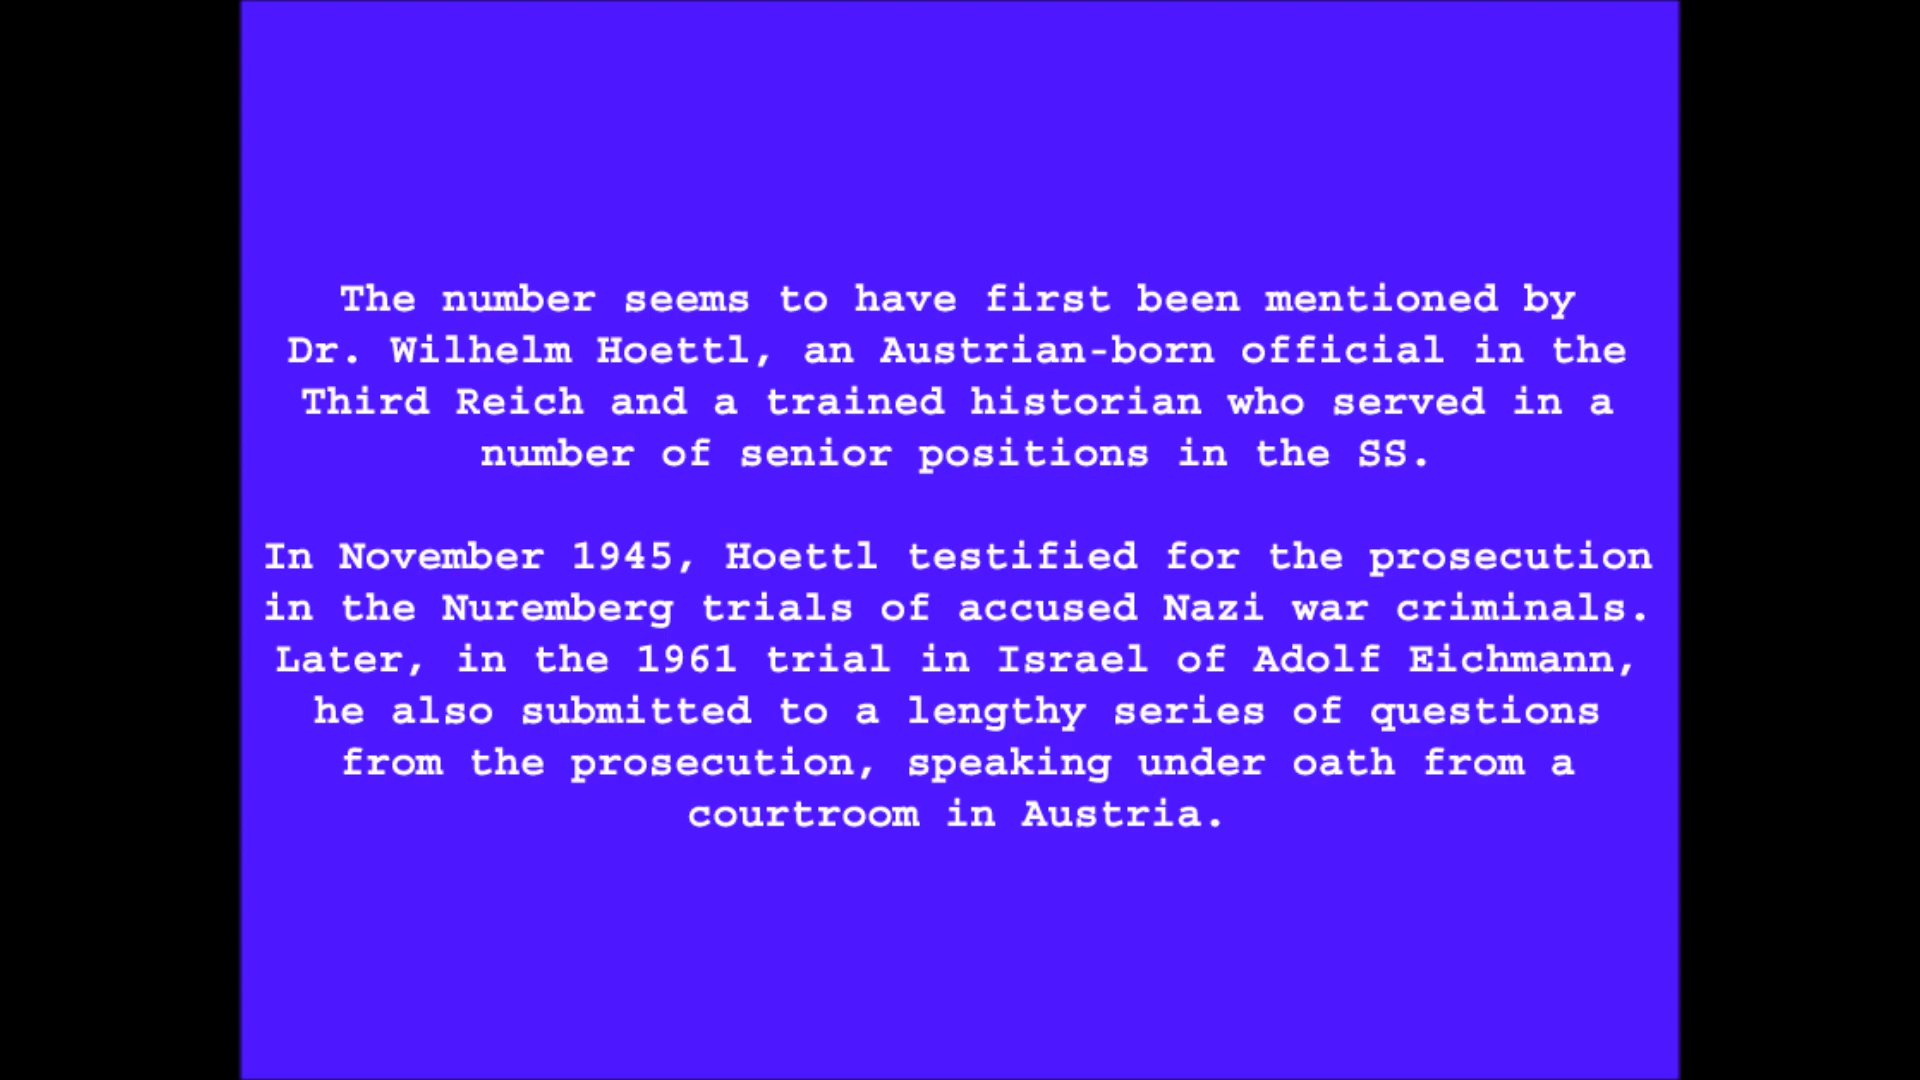 The number seems to have first been mentioned by
Dr. Wilhelm Hoettl, an Austrian-born official in the
Third Reich and a trained historian who served in a
number of senior positions in the SS.
In November 1945, Hoettl testified for the prosecution
in the Nuremberg trials of accused Nazi war criminals.
Later, in the 1961 trial in Israel of Adolf Eichmann,
he also submitted to a lengthy series of questions
from the prosecution, speaking under oath from a
courtroom in Austria.